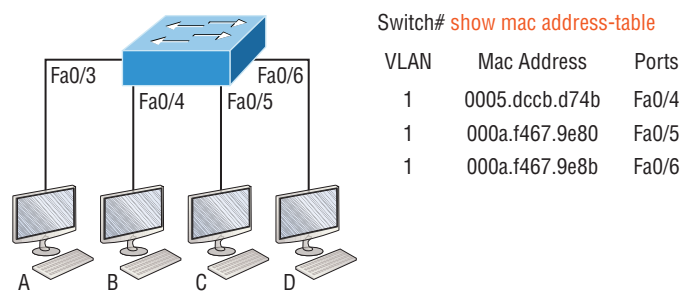 Switch# show mac address-table
VLAN Mac Address Ports
1 0005.dccb.d74b Fa0/4
1 000a.f467.9e80 Fa0/5
1 000a.f467.9e8b Fa0/6
Fa0/3
Fa0/6
Fa0/4
Fa0/5
A
B
C
D